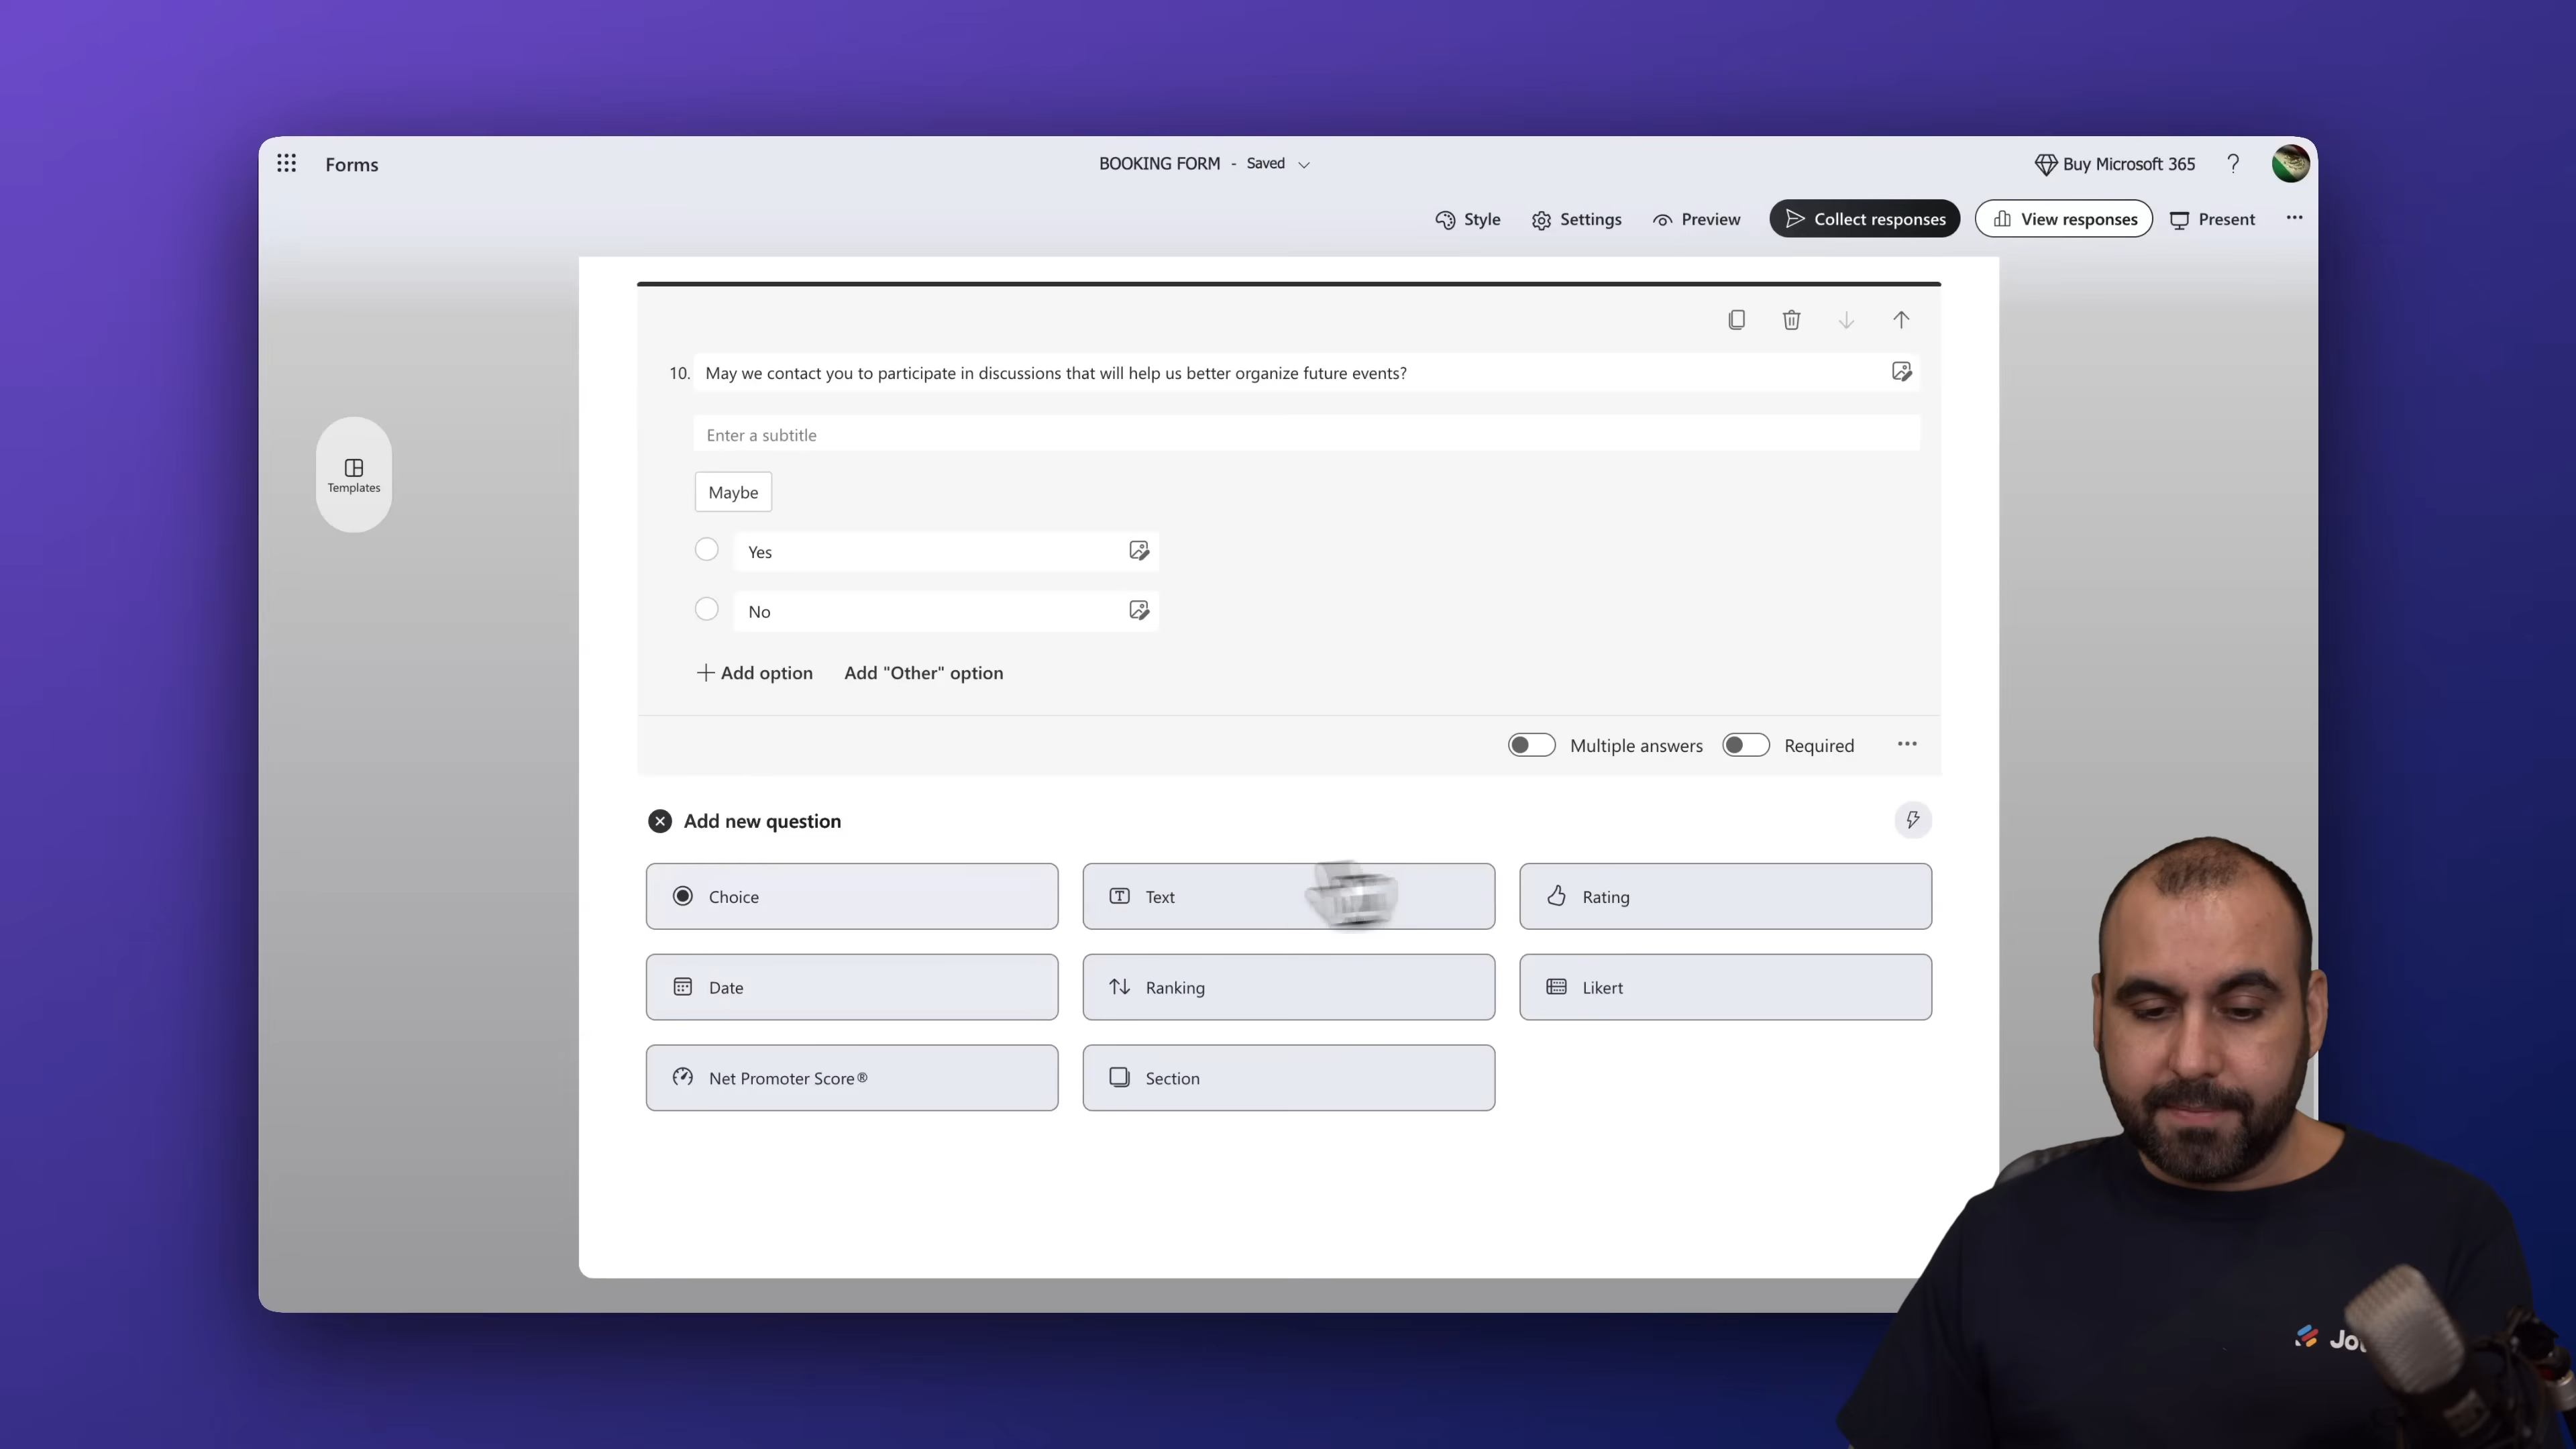 Forms
BOOKING FORM - Saved
Buy Microsoft 365
?
Style
Settings
Preview
Collect responses
View responses
Present
10. May we contact you to participate in discussions that will help us better organize future events?
Enter a subtitle
Templates
Maybe
Yes
No
Add option
Add "Other" option
Multiple answers
Required
Add new question
Choice
Text
Rating
Date
Ranking
Likert
Net Promoter Score®
Section